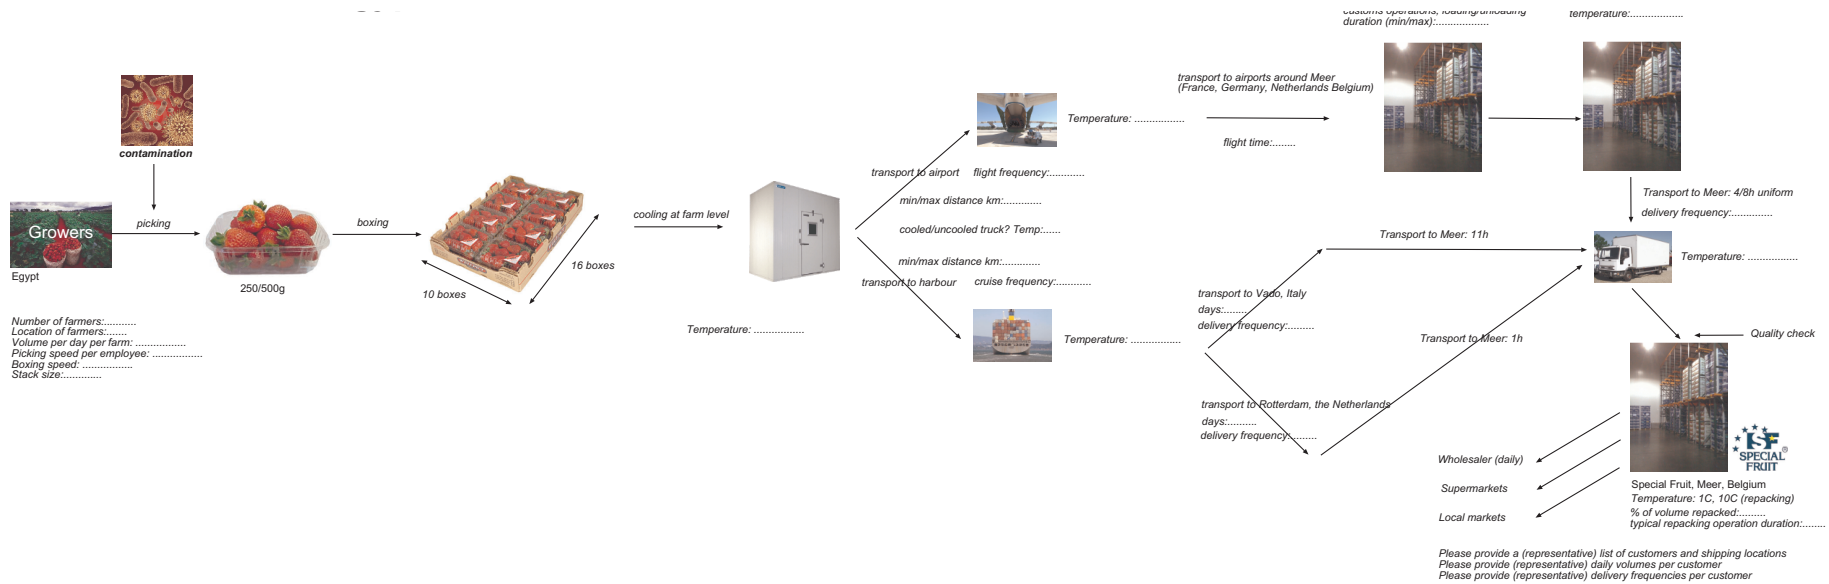 customs operations, loading/unloading
duration (min/max):..................
temperature:...................
transport to airports around Meer
(France, Germany, Netherlands Belgium)
flight time:........
Temperature: .................
contamination
picking
Growers
Egypt
250/500g
boxing
10 boxes
16 boxes
cooling at farm level
Temperature: .................
transport to airport
flight frequency:............
min/max distance km:.............
cooled/uncooled truck? Temp:......
min/max distance km:.............
transport to harbour
cruise frequency:............
Temperature: .................
Number of farmers:...........
Location of farmers:.......
Volume per day per farm: .................
Picking speed per employee: .................
Boxing speed: .................
Stack size:.............
Transport to Meer: 4/8h uniform
delivery frequency:..............
Transport to Meer: 11h
Temperature: .................
transport to Vado, Italy
days:........
delivery frequency:.........
Transport to Meer: 1h
transport to Rotterdam, the Netherlands
days:..........
delivery frequency:.........
Quality check
Wholesaler (daily)
Supermarkets
Local markets
SF
SPECIAL
FRUIT
®
Special Fruit, Meer, Belgium
Temperature: 1C, 10C (repacking)
% of volume repacked:.........
typical repacking operation duration:........
Please provide a (representative) list of customers and shipping locations
Please provide (representative) daily volumes per customer
Please provide (representative) delivery frequencies per customer